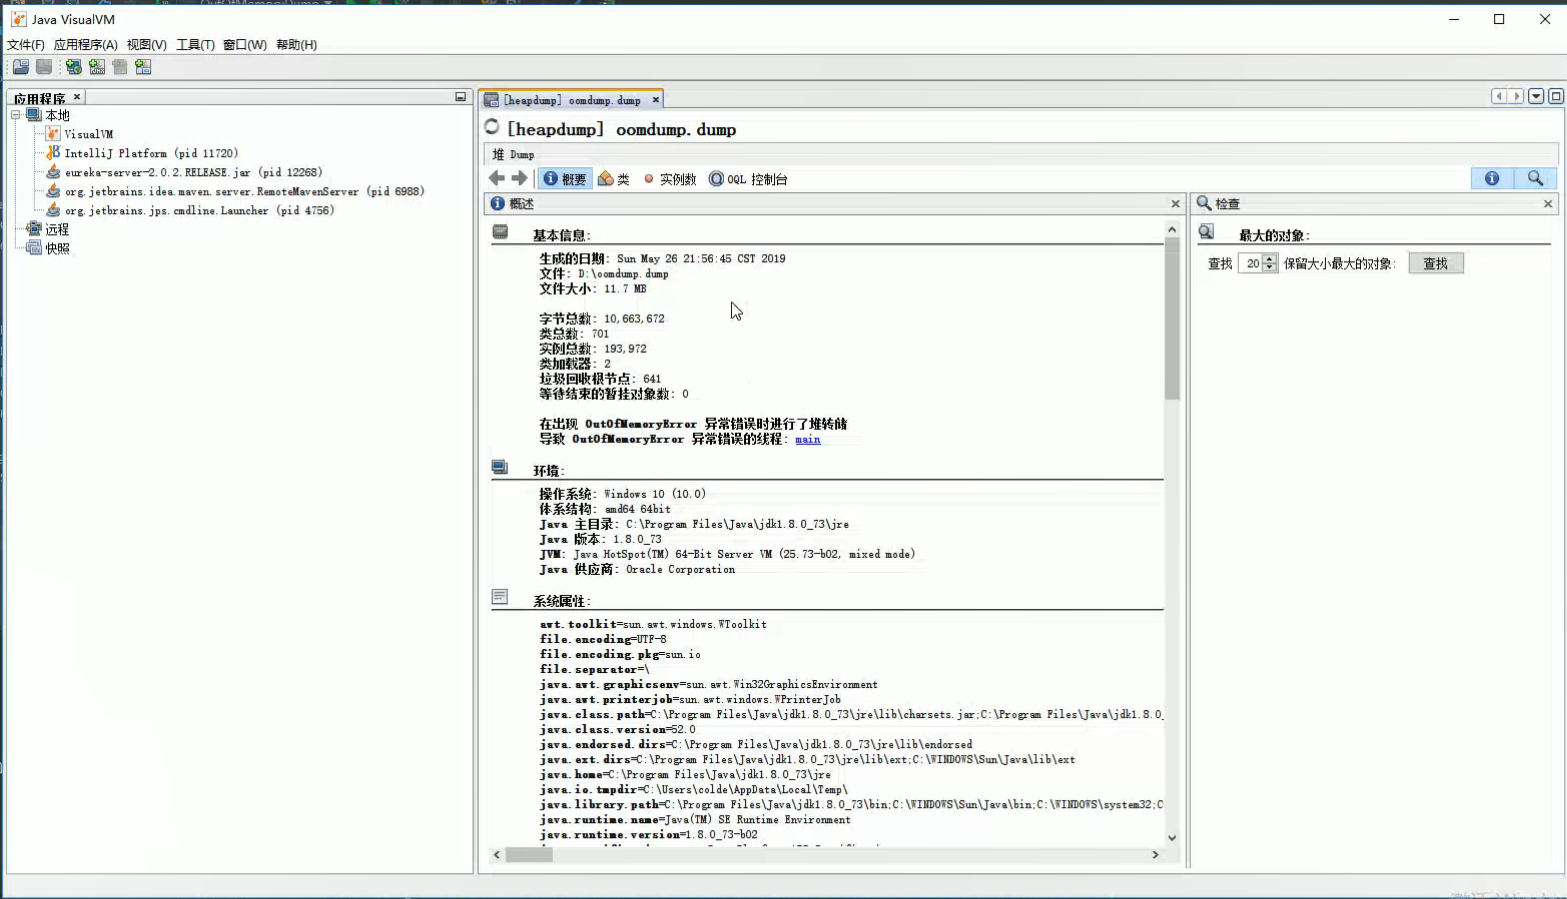 Java VisualVM
文件(F) 应用程序(A) 视图(V) 工具(T) 窗口(W) 帮助(H)
应用程序
本地
VisualVM
IntelliJ Platform (pid 11720)
eureka-server-2.0.2.RELEASE.jar (pid 12268)
org.jetbrains.idea.maven.server.RemoteMavenServer (pid 6988)
org.jetbrains.jps.cmdline.Launcher (pid 4756)
远程
快照
[heapdump] oomdump.dump
[heapdump] oomdump.dump
堆 Dump
概要 类 实例数 OQL 控制台
概述
基本信息:
生成的日期: Sun May 26 21:56:45 CST 2019
文件: D:\oomdump.dump
文件大小: 11.7 MB
字节总数: 10,663,672
类总数: 701
实例总数: 193,972
类加载器: 2
垃圾回收根节点: 641
等待结束的暂挂对象数: 0
在出现 OutOfMemoryError 异常错误时进行了堆转储
导致 OutOfMemoryError 异常错误的线程: main
环境:
操作系统: Windows 10 (10.0)
体系结构: amd64 64bit
Java 主目录: C:\Program Files\Java\jdk1.8.0_73\jre
Java 版本: 1.8.0_73
JVM: Java HotSpot(TM) 64-Bit Server VM (25.73-b02, mixed mode)
Java 供应商: Oracle Corporation
系统属性:
awt.toolkit=sun.awt.windows.WToolkit
file.encoding=UTF-8
file.encoding.pkg=sun.io
file.separator=\
java.awt.graphicsenv=sun.awt.Win32GraphicsEnvironment
java.awt.printerjob=sun.awt.windows.WPrinterJob
java.class.path=C:\Program Files\Java\jdk1.8.0_73\jre\lib\charsets.jar;C:\Program Files\Java\jdk1.8.0_
java.class.version=52.0
java.endorsed.dirs=C:\Program Files\Java\jdk1.8.0_73\jre\lib\endorsed
java.ext.dirs=C:\Program Files\Java\jdk1.8.0_73\jre\lib\ext;C:\WINDOWS\Sun\Java\lib\ext
java.home=C:\Program Files\Java\jdk1.8.0_73\jre
java.io.tmpdir=C:\Users\colde\AppData\Local\Temp\
java.library.path=C:\Program Files\Java\jdk1.8.0_73\bin;C:\WINDOWS\Sun\Java\bin;C:\WINDOWS\system32;C
java.runtime.name=Java(TM) SE Runtime Environment
java.runtime.version=1.8.0_73-b02
检查
最大的对象:
查找 20 保留大小最大的对象: 查找